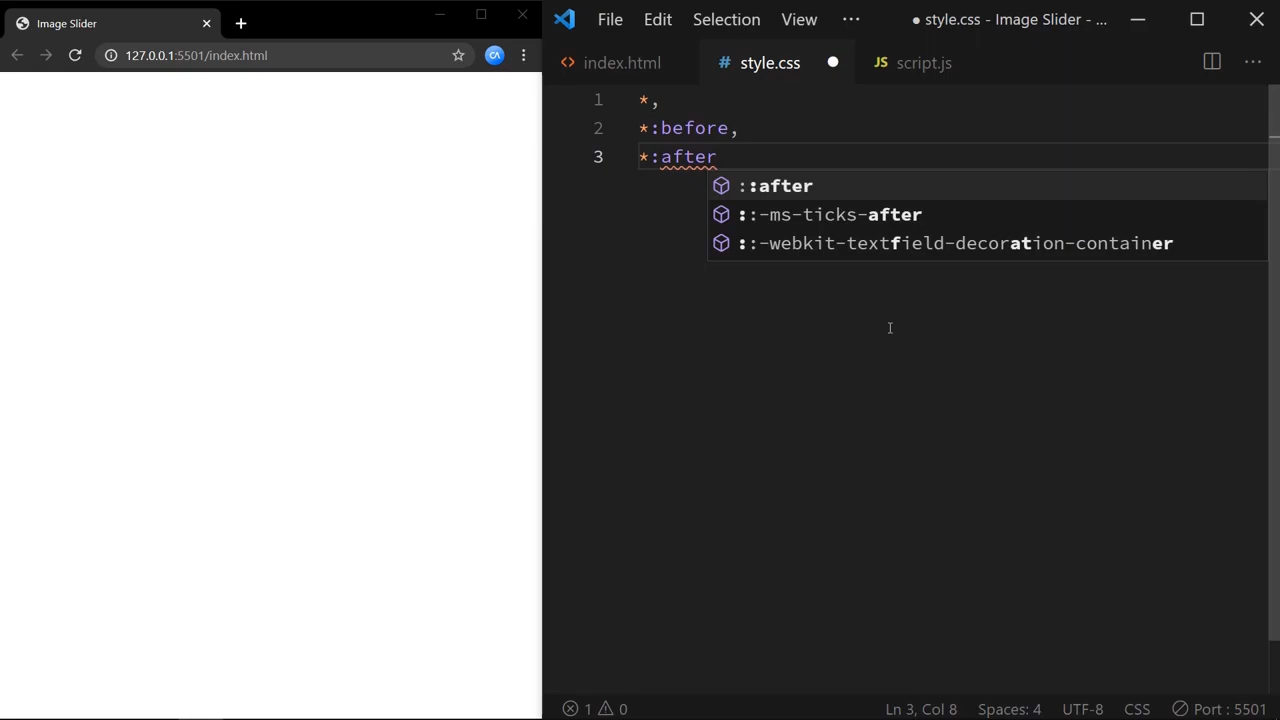 Image Slider
127.0.0.1:5501/index.html
File Edit Selection View ··· ● style.css - Image Slider - ...
<> index.html # style.css ● JS script.js ···
1 *,
2 *:before,
3 *:after
::after
::-ms-ticks-after
::-webkit-textfield-decoration-container
1 0 Ln 3, Col 8 Spaces: 4 UTF-8 CSS Port : 5501